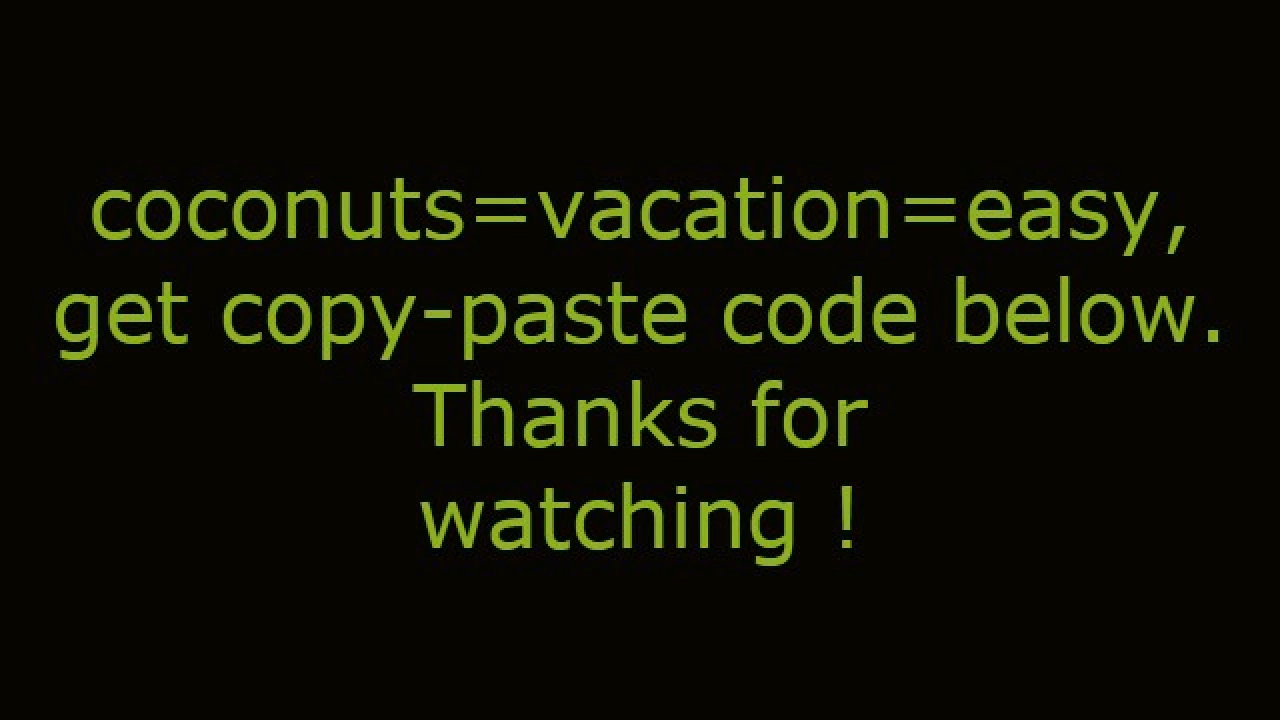 coconuts=vacation=easy,
get copy-paste code below.
Thanks for
watching !